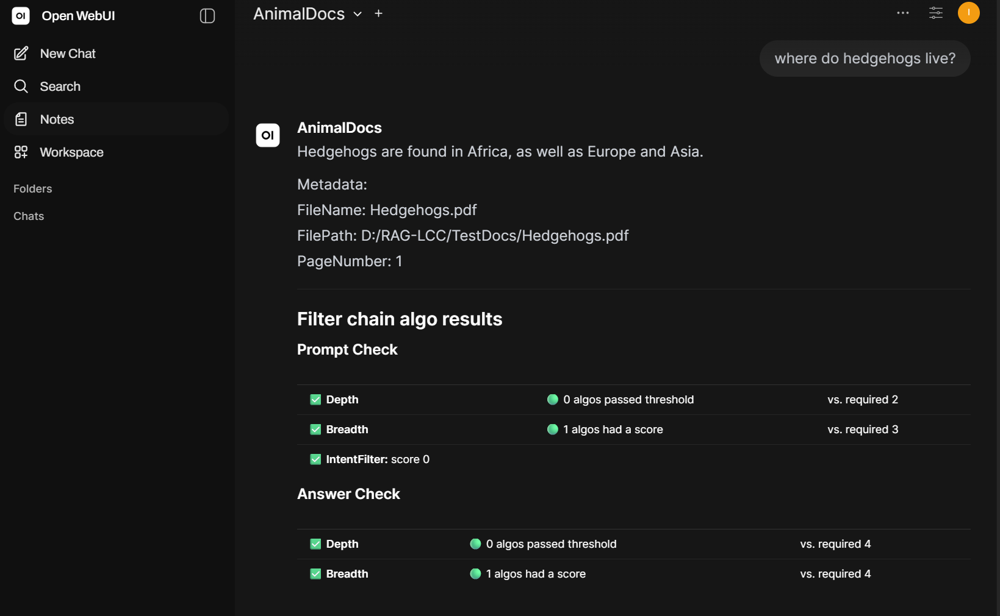 OI Open WebUI
New Chat
Search
Notes
Workspace
Folders
Chats
AnimalDocs
I
where do hedgehogs live?
OI
AnimalDocs
Hedgehogs are found in Africa, as well as Europe and Asia.
Metadata:
FileName: Hedgehogs.pdf
FilePath: D:/RAG-LCC/TestDocs/Hedgehogs.pdf
PageNumber: 1
Filter chain algo results
Prompt Check
✅ Depth 🟢 0 algos passed threshold vs. required 2
✅ Breadth 🟢 1 algos had a score vs. required 3
✅ IntentFilter: score 0
Answer Check
✅ Depth 🟢 0 algos passed threshold vs. required 4
✅ Breadth 🟢 1 algos had a score vs. required 4